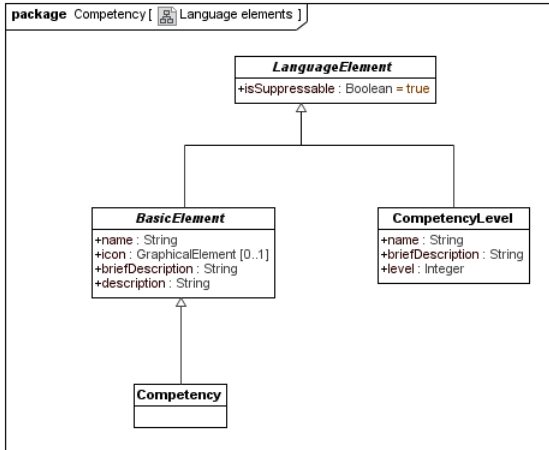 package Competency [ Language elements ]
LanguageElement
+isSuppressable : Boolean = true
BasicElement
+name : String
+icon : GraphicalElement [0..1]
+briefDescription : String
+description : String
CompetencyLevel
+name : String
+briefDescription : String
+level : Integer
Competency